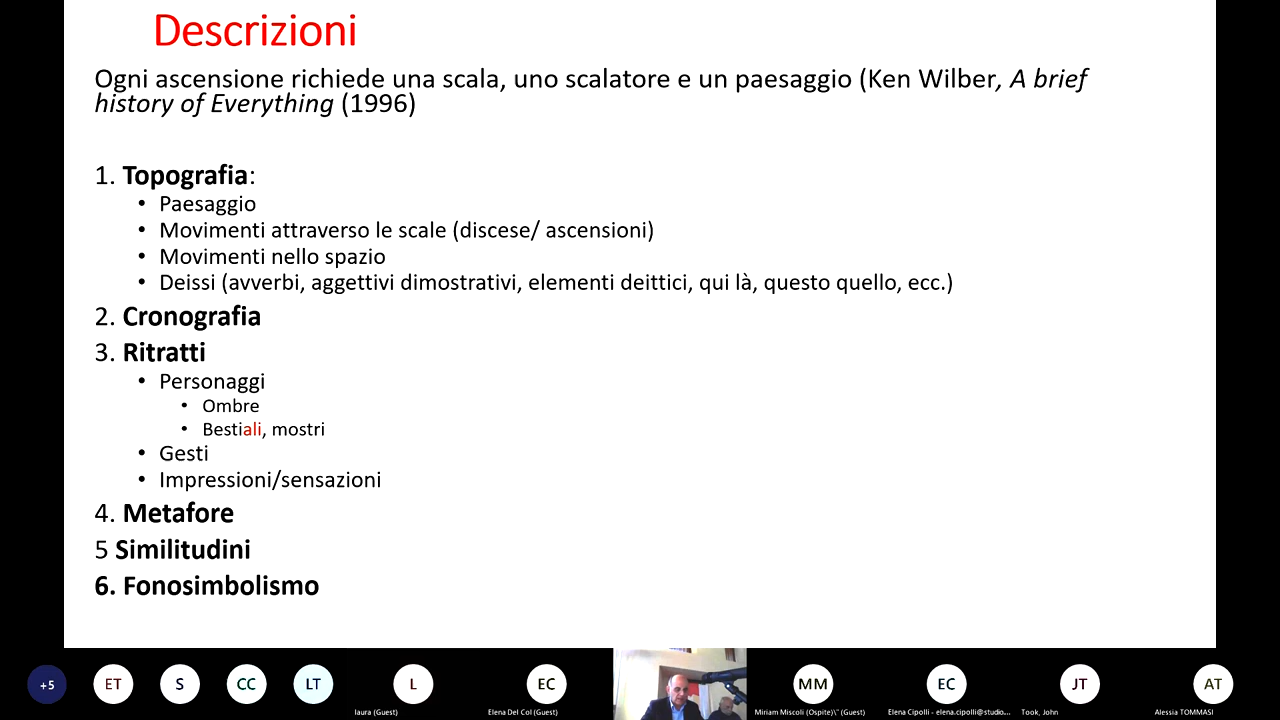 Descrizioni
Ogni ascensione richiede una scala, uno scalatore e un paesaggio (Ken Wilber, A brief
history of Everything (1996)
1. Topografia:
• Paesaggio
• Movimenti attraverso le scale (discese/ ascensioni)
• Movimenti nello spazio
• Deissi (avverbi, aggettivi dimostrativi, elementi deittici, qui là, questo quello, ecc.)
2. Cronografia
3. Ritratti
• Personaggi
• Ombre
• Bestiali, mostri
• Gesti
• Impressioni/sensazioni
4. Metafore
5 Similitudini
6. Fonosimbolismo
+5
ET
S
CC
LT
L
EC
MM
EC
JT
AT
laura (Guest)
Elena Del Col (Guest)
Miriam Miscoli (Ospite)\" (Guest)
Elena Cipolli - elena.cipolli@studio...
Took, John
Alessia TOMMASI